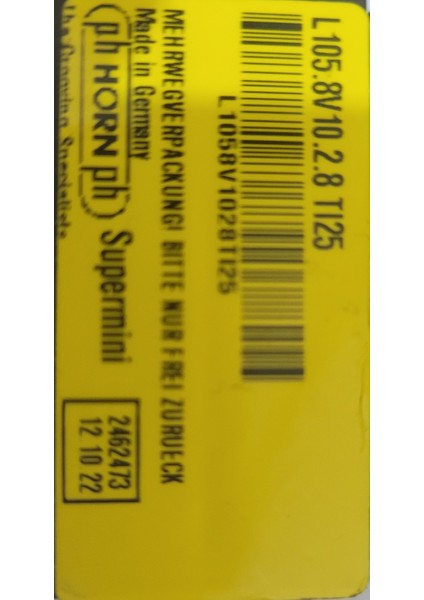 L105.8V10.2.8 TI25
L1058V1028TI25
MEHRWEGVERPACKUNG! BITTE NUR FREI ZURUECK
Made in Germany
ph HORN ph Supermini
2462473
12 10 22